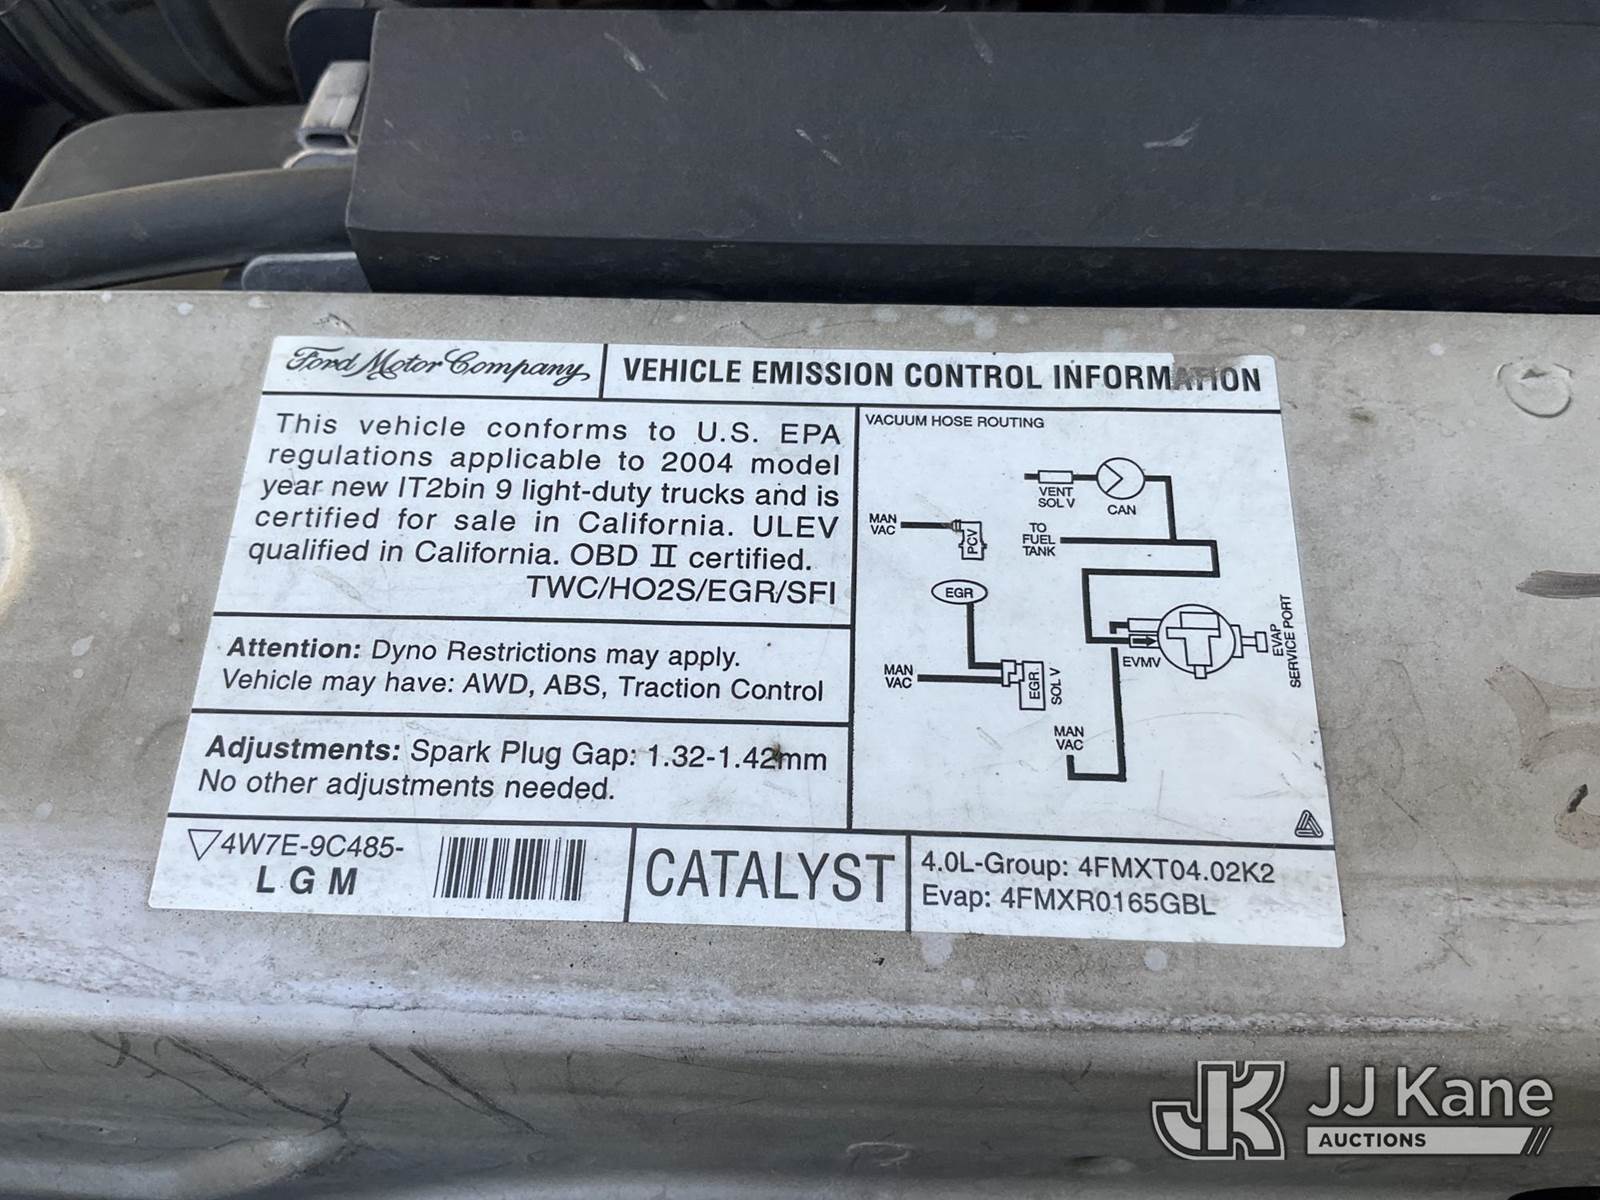 Ford Motor Company
VEHICLE EMISSION CONTROL INFORMATION
This vehicle conforms to U.S. EPA
regulations applicable to 2004 model
year new IT2bin 9 light-duty trucks and is
certified for sale in California. ULEV
qualified in California. OBD II certified.
TWC/HO2S/EGR/SFI
Attention: Dyno Restrictions may apply.
Vehicle may have: AWD, ABS, Traction Control
Adjustments: Spark Plug Gap: 1.32-1.42mm
No other adjustments needed.
VACUUM HOSE ROUTING
VENT
SOL V
CAN
MAN
VAC
PCV
TO
FUEL
TANK
EGR
MAN
VAC
EGR
SOL V
EVMV
EVAP
SERVICE PORT
MAN
VAC
4W7E-9C485-
LGM
CATALYST
4.0L-Group: 4FMXT04.02K2
Evap: 4FMXR0165GBL
JK JJ Kane
AUCTIONS